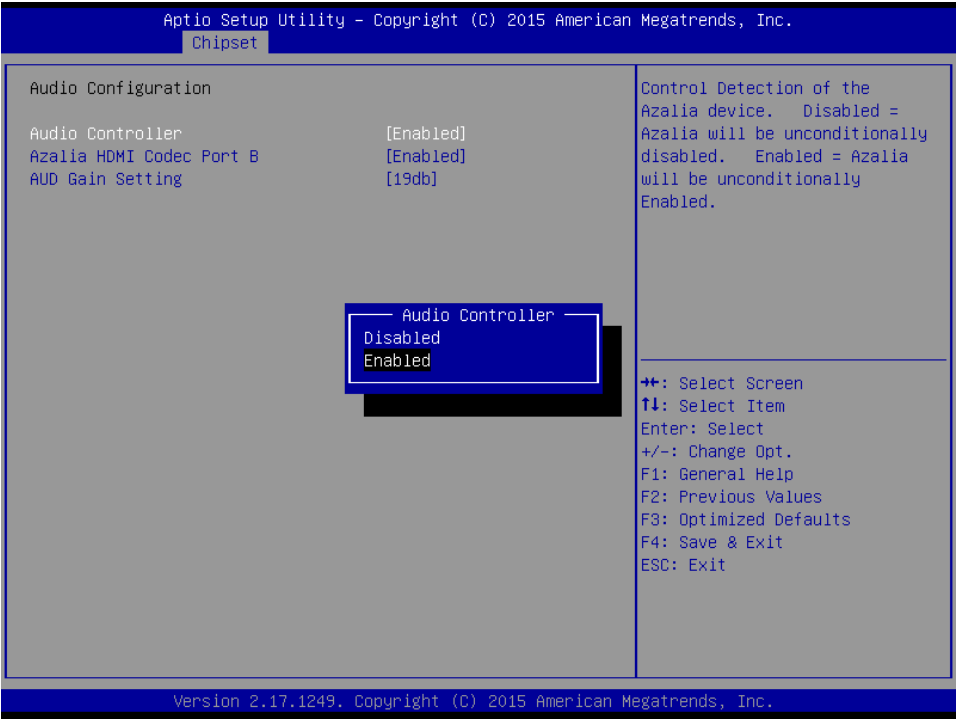 Aptio Setup Utility – Copyright (C) 2015 American Megatrends, Inc.
Chipset
Audio Configuration
Audio Controller [Enabled]
Azalia HDMI Codec Port B [Enabled]
AUD Gain Setting [19db]
Control Detection of the
Azalia device. Disabled =
Azalia will be unconditionally
disabled. Enabled = Azalia
will be unconditionally
Enabled.
Audio Controller
Disabled
Enabled
→←: Select Screen
↑↓: Select Item
Enter: Select
+/-: Change Opt.
F1: General Help
F2: Previous Values
F3: Optimized Defaults
F4: Save & Exit
ESC: Exit
Version 2.17.1249. Copyright (C) 2015 American Megatrends, Inc.